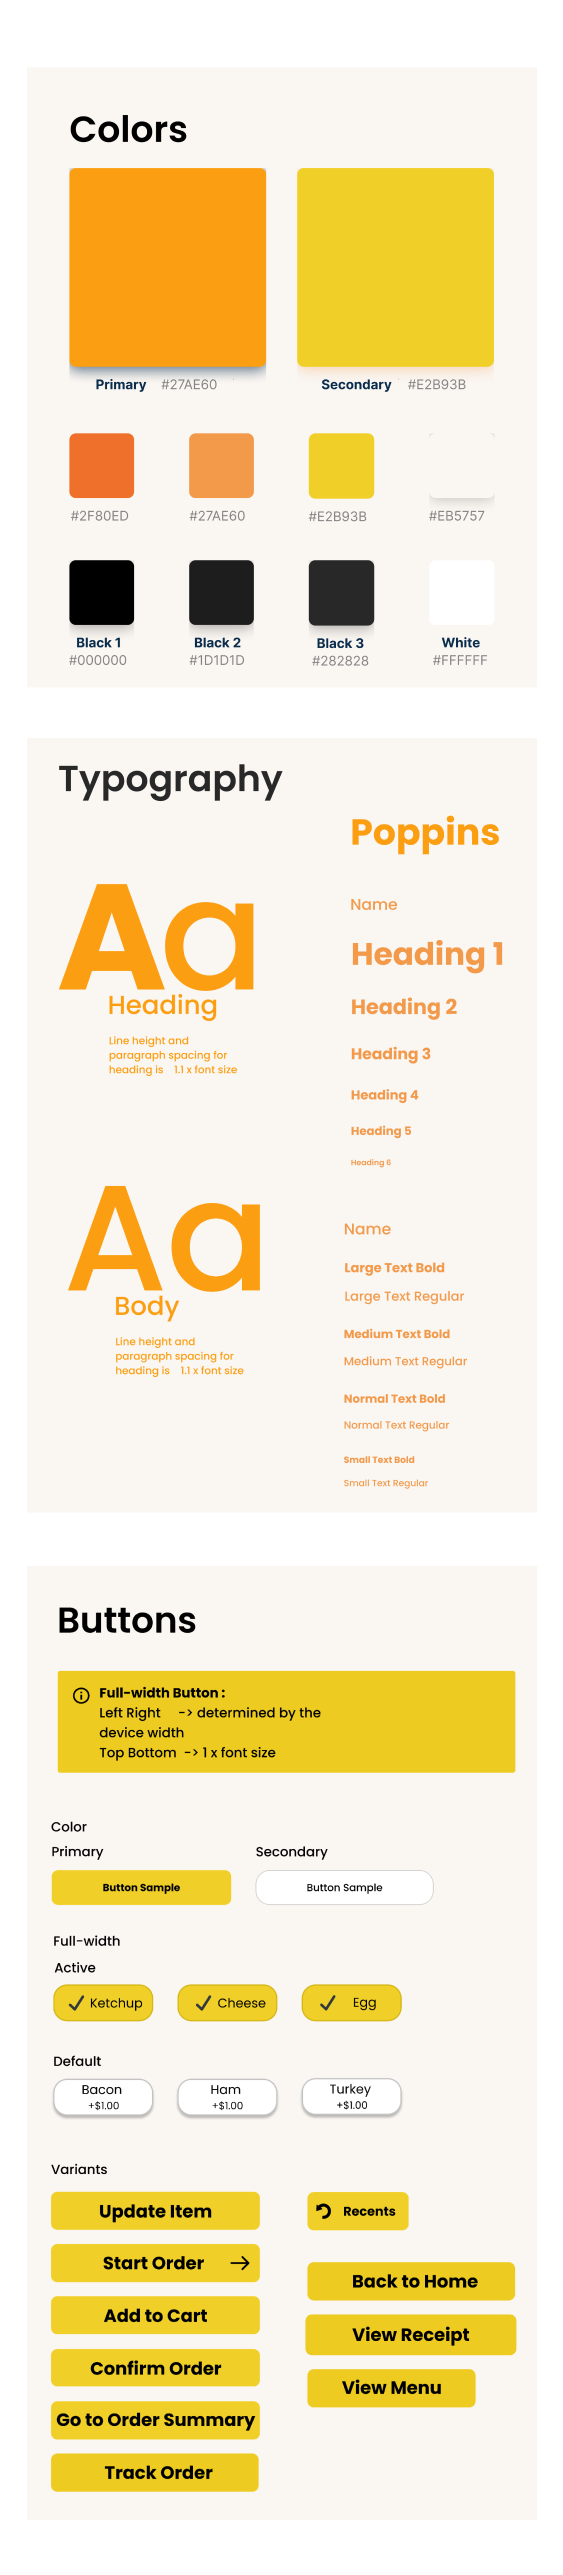 Colors
Primary #27AE60
Secondary #E2B93B
#2F80ED
#27AE60
#E2B93B
#EB5757
Black 1
#000000
Black 2
#1D1D1D
Black 3
#282828
White
#FFFFFF
Typography
Poppins
Aa
Heading
Line height and
paragraph spacing for
heading is 1.1 x font size
Name
Heading 1
Heading 2
Heading 3
Heading 4
Heading 5
Heading 6
Aa
Body
Line height and
paragraph spacing for
heading is 1.1 x font size
Name
Large Text Bold
Large Text Regular
Medium Text Bold
Medium Text Regular
Normal Text Bold
Normal Text Regular
Small Text Bold
Small Text Regular
Buttons
Full-width Button :
Left Right -> determined by the
device width
Top Bottom -> 1 x font size
Color
Primary
Secondary
Button Sample
Button Sample
Full-width
Active
Ketchup
Cheese
Egg
Default
Bacon
+$1.00
Ham
+$1.00
Turkey
+$1.00
Variants
Update Item
Start Order
Add to Cart
Confirm Order
Go to Order Summary
Track Order
Recents
Back to Home
View Receipt
View Menu